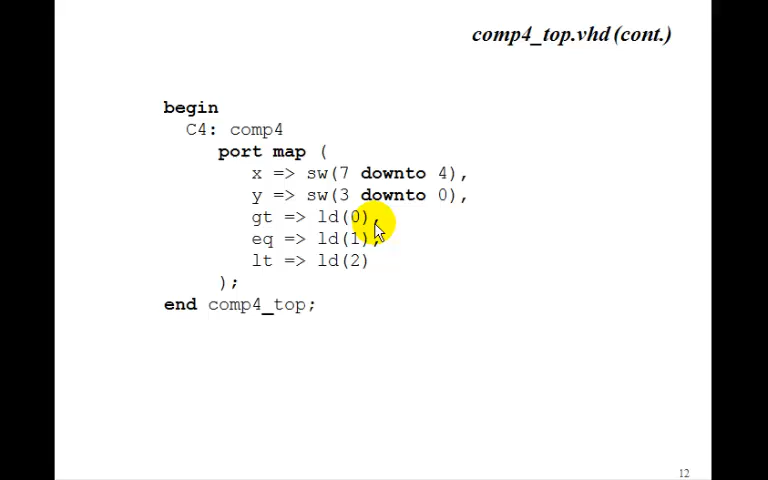 comp4_top.vhd (cont.)
begin
C4: comp4
port map (
x => sw(7 downto 4),
y => sw(3 downto 0),
gt => ld(0),
eq => ld(1),
lt => ld(2)
);
end comp4_top;
12